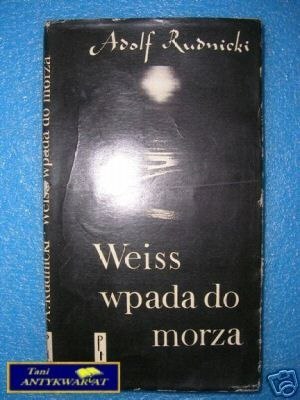 Adolf Rudnicki
Weiss
wpada do
morza
A. Rudnicki Weiss wpada do morza
Tani
ANTYKWARIAT